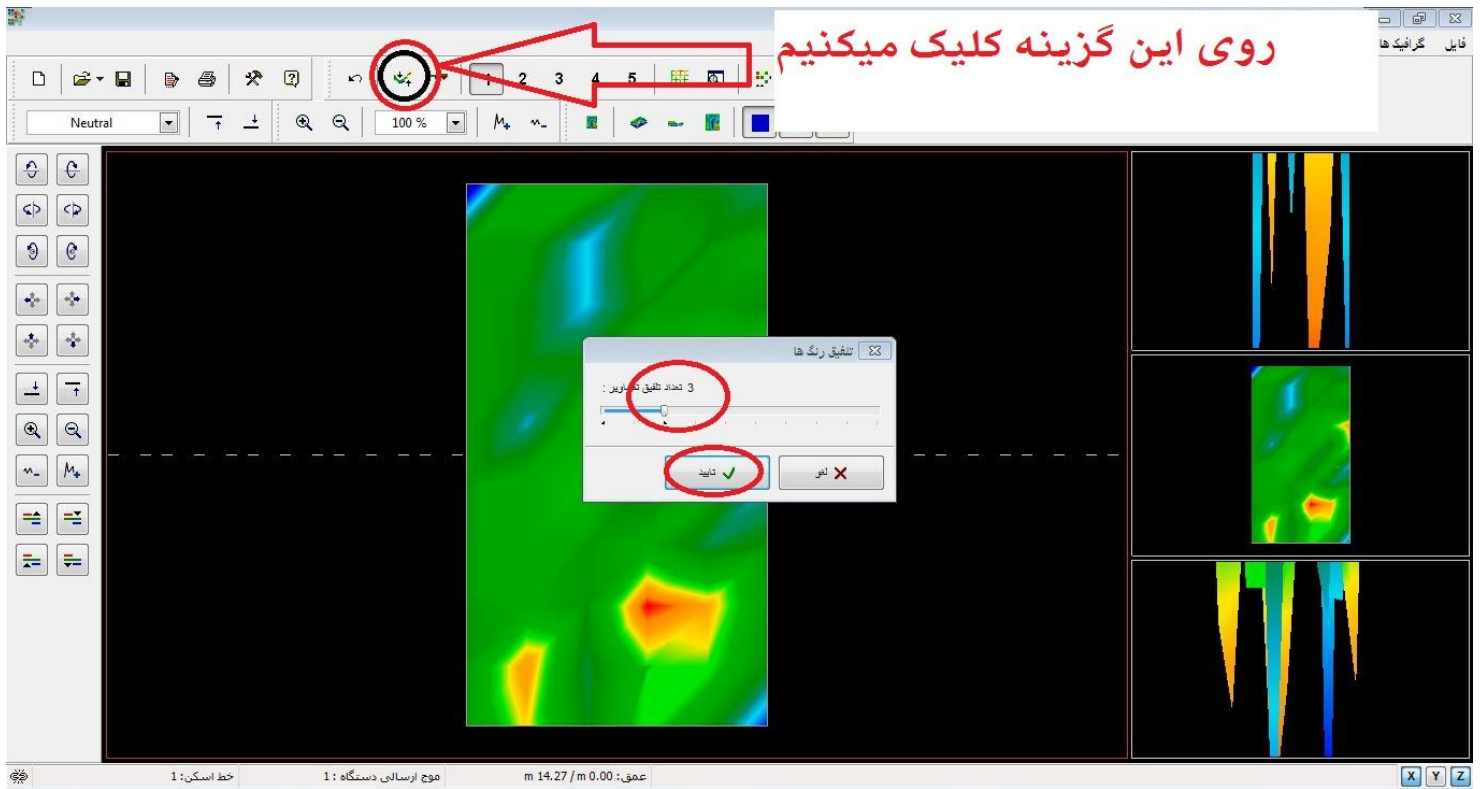 روی این گزینه کلیک میکنیم
فایل گرافیک ها
1 2 3 4 5
Neutral
100 %
تلفیق رنگ ها
3 تعداد تلفیق تصاویر :
تایید
لغو
خط اسکن: 1
موج ارسالی دستگاه : 1
عمق: m 14.27 / m 0.00
X Y Z